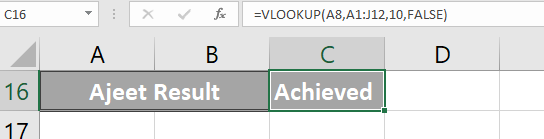 C16 fx =VLOOKUP(A8,A1:J12,10,FALSE)
A B C D
16 Ajeet Result Achieved
17